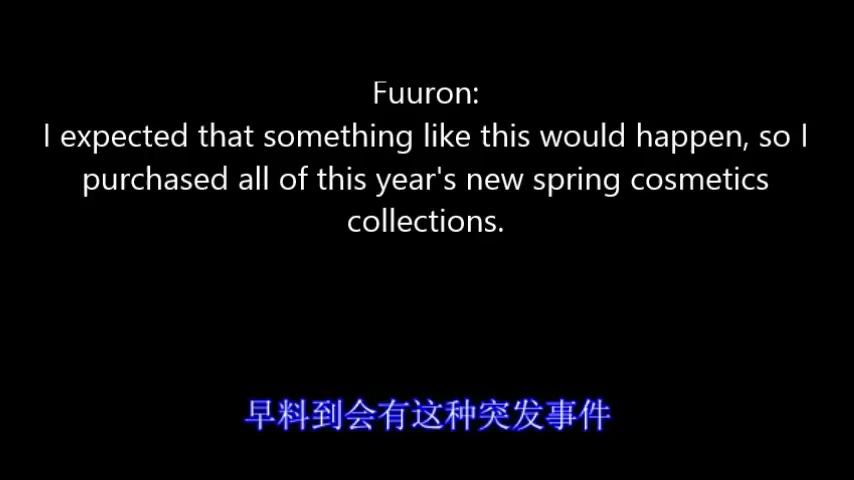 Fuuron:
I expected that something like this would happen, so I
purchased all of this year's new spring cosmetics
collections.
早料到会有这种突发事件